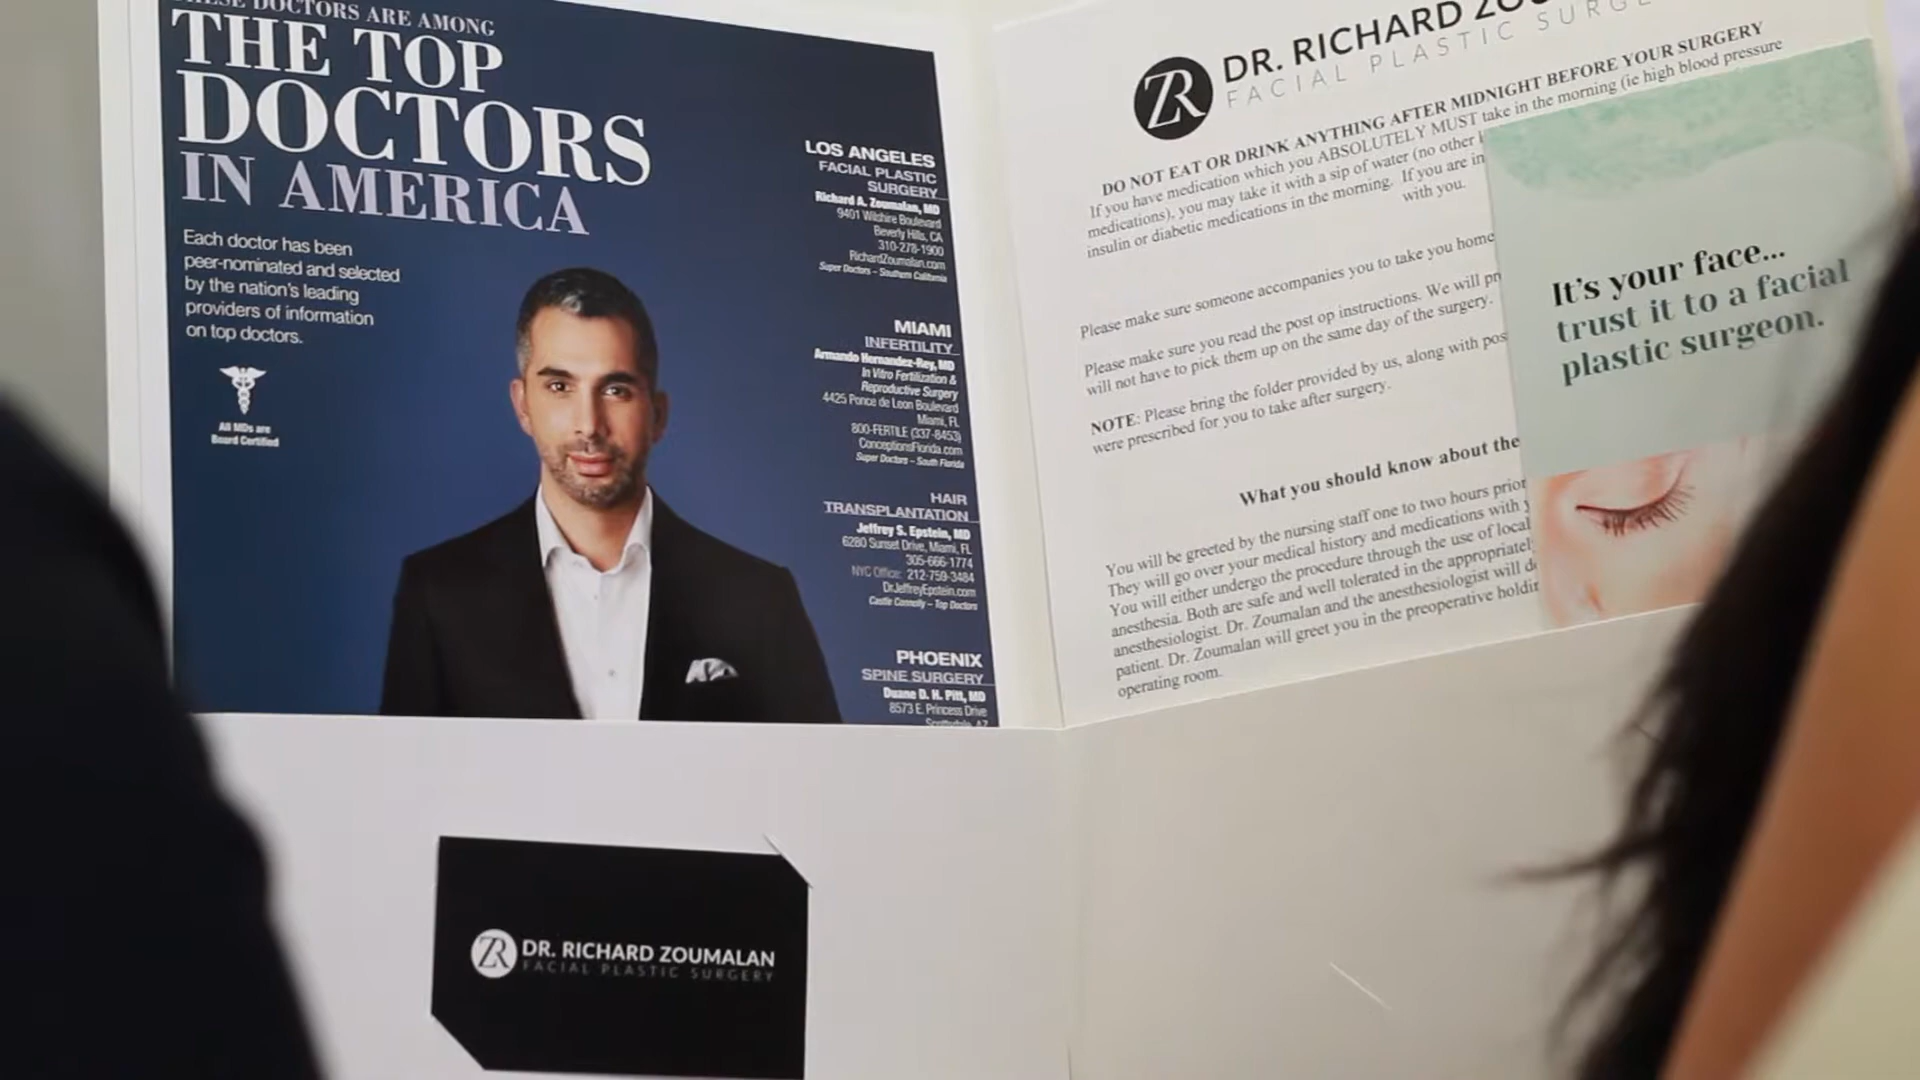 THESE DOCTORS ARE AMONG
THE TOP
DOCTORS
IN AMERICA
Each doctor has been
peer-nominated and selected
by the nation's leading
providers of information
on top doctors.
All MDs are
Board Certified
LOS ANGELES
FACIAL PLASTIC
SURGERY
Richard A. Zoumalan, MD
9401 Wilshire Boulevard
Beverly Hills, CA
310-278-1900
RichardZoumalan.com
Super Doctors – Southern California
MIAMI
INFERTILITY
Armando Hernandez-Rey, MD
In Vitro Fertilization &
Reproductive Surgery
4425 Ponce de Leon Boulevard
Miami, FL
800-FERTILE (337-8453)
ConceptionsFlorida.com
Super Doctors – South Florida
HAIR
TRANSPLANTATION
Jeffrey S. Epstein, MD
6280 Sunset Drive, Miami, FL
305-666-1774
NYC Office: 212-759-3484
DrJeffreyEpstein.com
Castle Connolly – Top Doctors
PHOENIX
SPINE SURGERY
Duane D. H. Pitt, MD
8573 E. Princess Drive
Scottsdale, AZ
ZR DR. RICHARD ZOUMALAN
FACIAL PLASTIC SURGERY
ZR DR. RICHARD ZOU
FACIAL PLASTIC SURGE
DO NOT EAT OR DRINK ANYTHING AFTER MIDNIGHT BEFORE YOUR SURGERY
If you have medication which you ABSOLUTELY MUST take in the morning (ie high blood pressure
medications), you may take it with a sip of water (no other
insulin or diabetic medications in the morning. If you are in
with you.
Please make sure someone accompanies you to take you home
Please make sure you read the post op instructions. We will pr
will not have to pick them up on the same day of the surgery.
NOTE: Please bring the folder provided by us, along with pos
were prescribed for you to take after surgery.
What you should know about the
You will be greeted by the nursing staff one to two hours prior
They will go over your medical history and medications with y
You will either undergo the procedure through the use of local
anesthesia. Both are safe and well tolerated in the appropriatel
anesthesiologist. Dr. Zoumalan and the anesthesiologist will d
patient. Dr. Zoumalan will greet you in the preoperative holdin
operating room.
It's your face...
trust it to a facial
plastic surgeon.